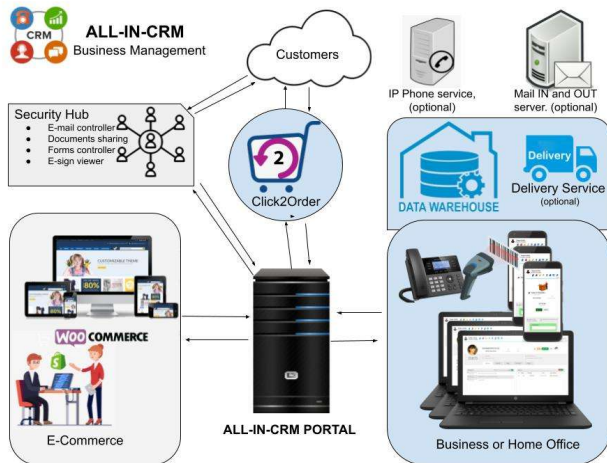 CRM
ALL-IN-CRM
Business Management
Customers
IP Phone service,
(optional)
Mail IN and OUT
server. (optional)
Security Hub
E-mail controller
Documents sharing
Forms controller
E-sign viewer
2
Click2Order
Delivery
DATA WAREHOUSE
Delivery Service
(optional)
80%
80%
WOO COMMERCE
E-Commerce
ALL-IN-CRM PORTAL
Business or Home Office